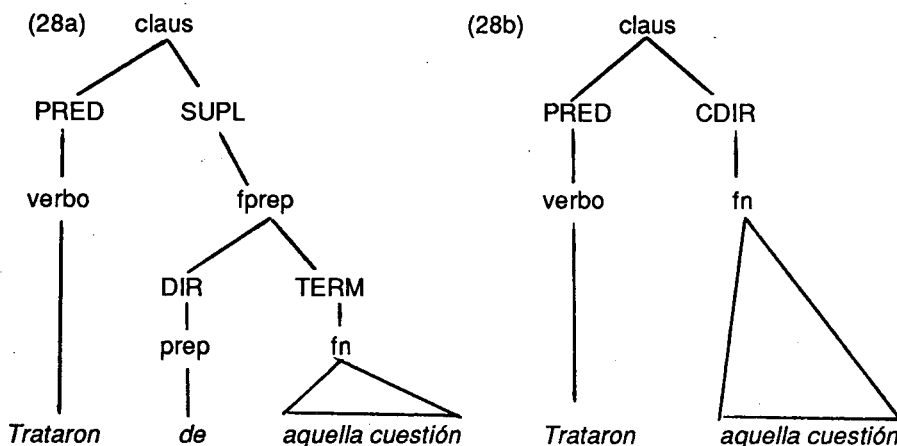 (28a) claus (28b) claus
PRED SUPL PRED CDIR
verbo fprep verbo fn
DIR TERM
prep fn
Trataron de aquella cuestión Trataron aquella cuestión